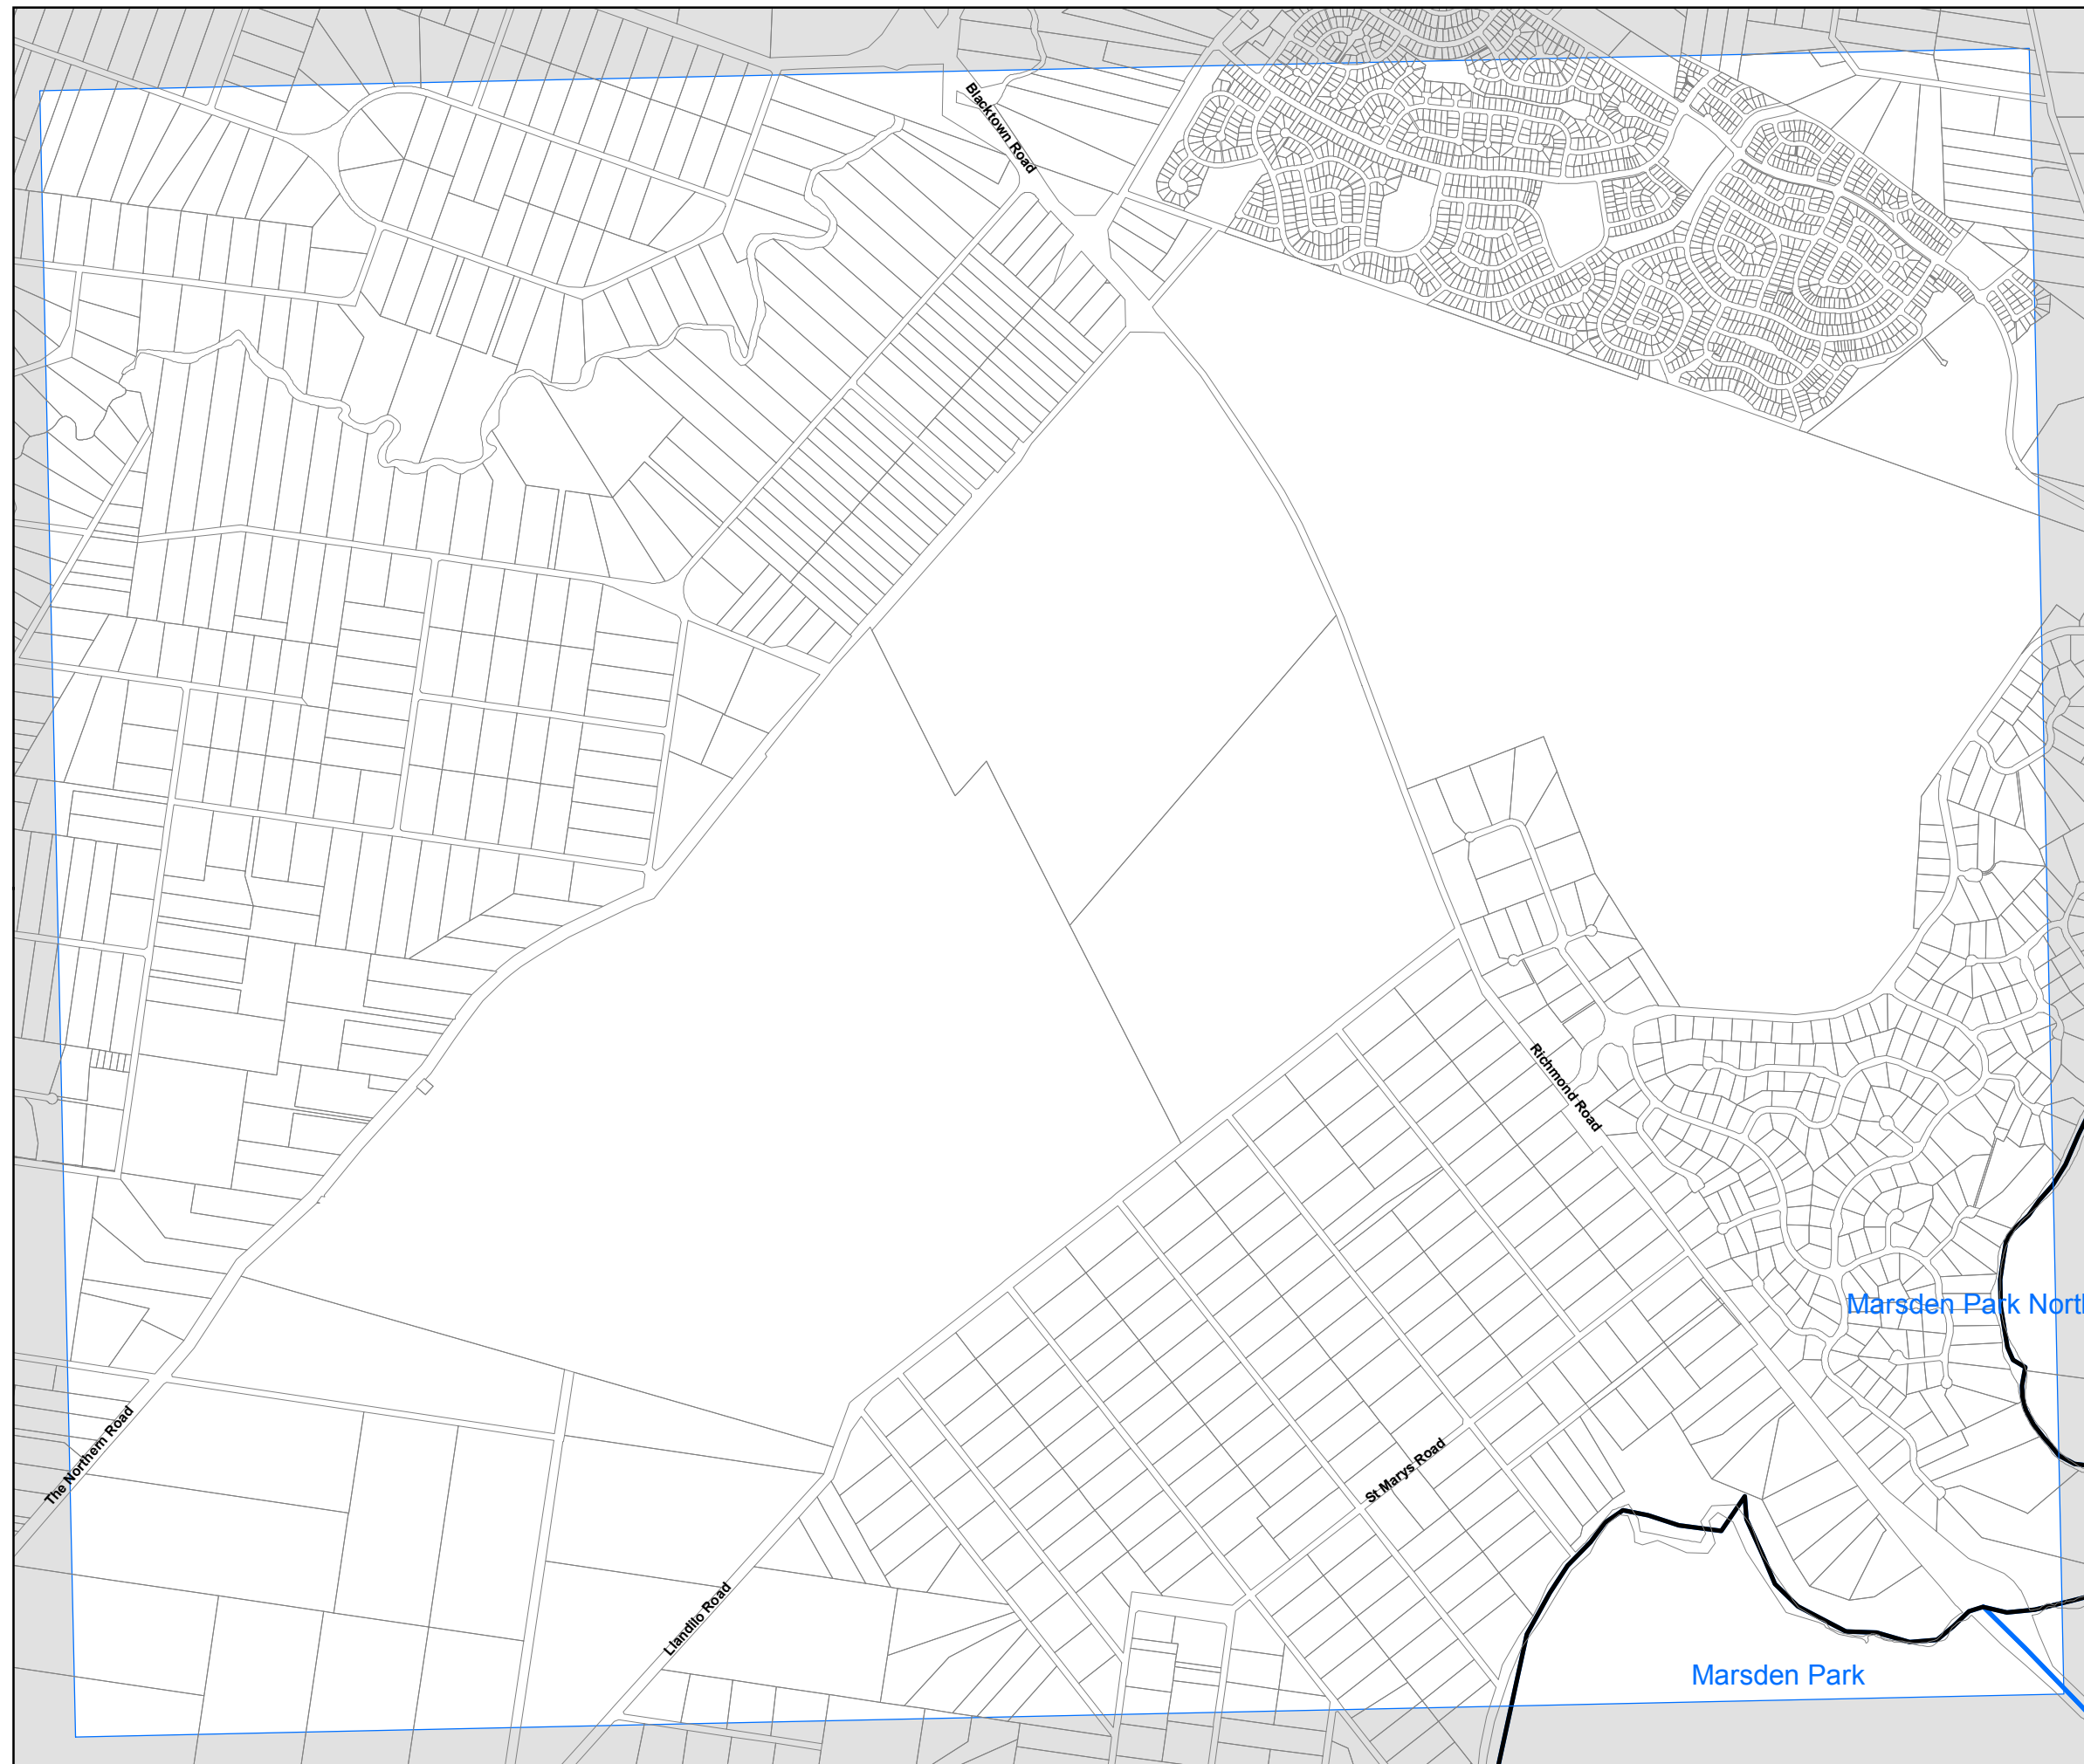 Blacktown Road
Richmond Road
Marsden Park North
The Northern Road
St Marys Road
Llandilo Road
Marsden Park